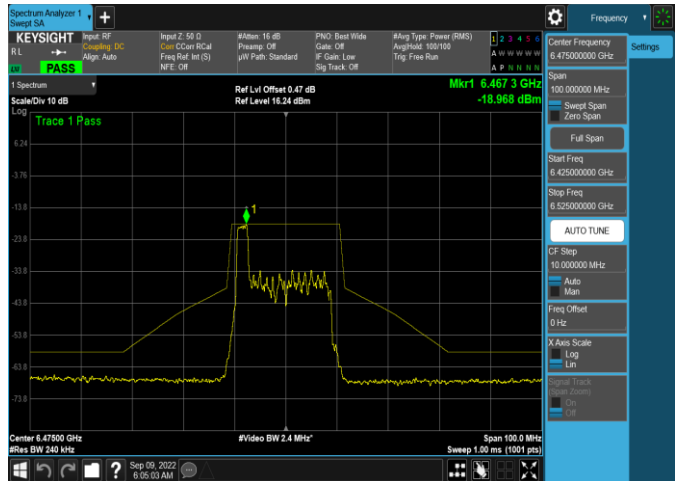 Spectrum Analyzer 1
Swept SA
+
Frequency
KEYSIGHT
RL
PASS
Input: RF
Coupling: DC
Align: Auto
Input Z: 50 Ω
Corr CCorr RCal
Freq Ref: Int (S)
NFE: Off
#Atten: 16 dB
Preamp: Off
µW Path: Standard
PNO: Best Wide
Gate: Off
IF Gain: Low
Sig Track: Off
#Avg Type: Power (RMS)
Avg|Hold: 100/100
Trig: Free Run
1 2 3 4 5 6
A W W W W W
A P N N N N
1 Spectrum
Scale/Div 10 dB
Ref Lvl Offset 0.47 dB
Ref Level 16.24 dBm
Mkr1 6.467 3 GHz
-18.968 dBm
Log
Trace 1 Pass
6.24
-3.76
-13.8
-23.8
-33.8
-43.8
-53.8
-63.8
-73.8
1
Center 6.47500 GHz
#Res BW 240 kHz
#Video BW 2.4 MHz*
Span 100.0 MHz
Sweep 1.00 ms (1001 pts)
Center Frequency
6.475000000 GHz
Settings
Span
100.000000 MHz
Swept Span
Zero Span
Full Span
Start Freq
6.425000000 GHz
Stop Freq
6.525000000 GHz
AUTO TUNE
CF Step
10.000000 MHz
Auto
Man
Freq Offset
0 Hz
X Axis Scale
Log
Lin
Signal Track
(Span Zoom)
On
Off
?
Sep 09, 2022
6:05:03 AM